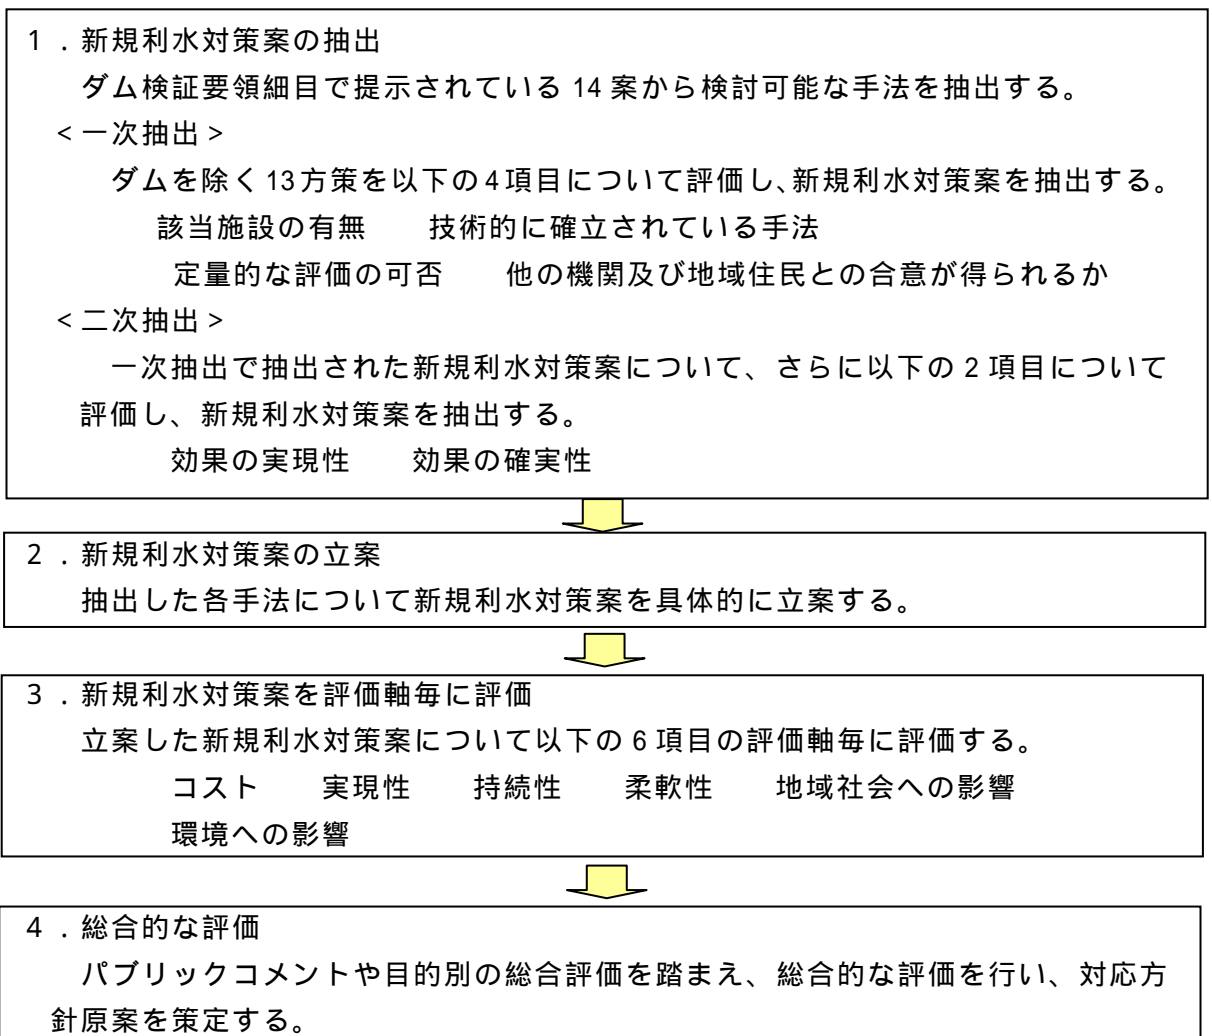 1．新規利水対策案の抽出
ダム検証要領細目で提示されている 14 案から検討可能な手法を抽出する。
<一次抽出>
ダムを除く13方策を以下の4項目について評価し、新規利水対策案を抽出する。
該当施設の有無　　技術的に確立されている手法
定量的な評価の可否　　他の機関及び地域住民との合意が得られるか
<二次抽出>
一次抽出で抽出された新規利水対策案について、さらに以下の 2 項目について
評価し、新規利水対策案を抽出する。
効果の実現性　　効果の確実性
2．新規利水対策案の立案
抽出した各手法について新規利水対策案を具体的に立案する。
3．新規利水対策案を評価軸毎に評価
立案した新規利水対策案について以下の 6 項目の評価軸毎に評価する。
コスト　　実現性　　持続性　　柔軟性　　地域社会への影響
環境への影響
4．総合的な評価
パブリックコメントや目的別の総合評価を踏まえ、総合的な評価を行い、対応方
針原案を策定する。